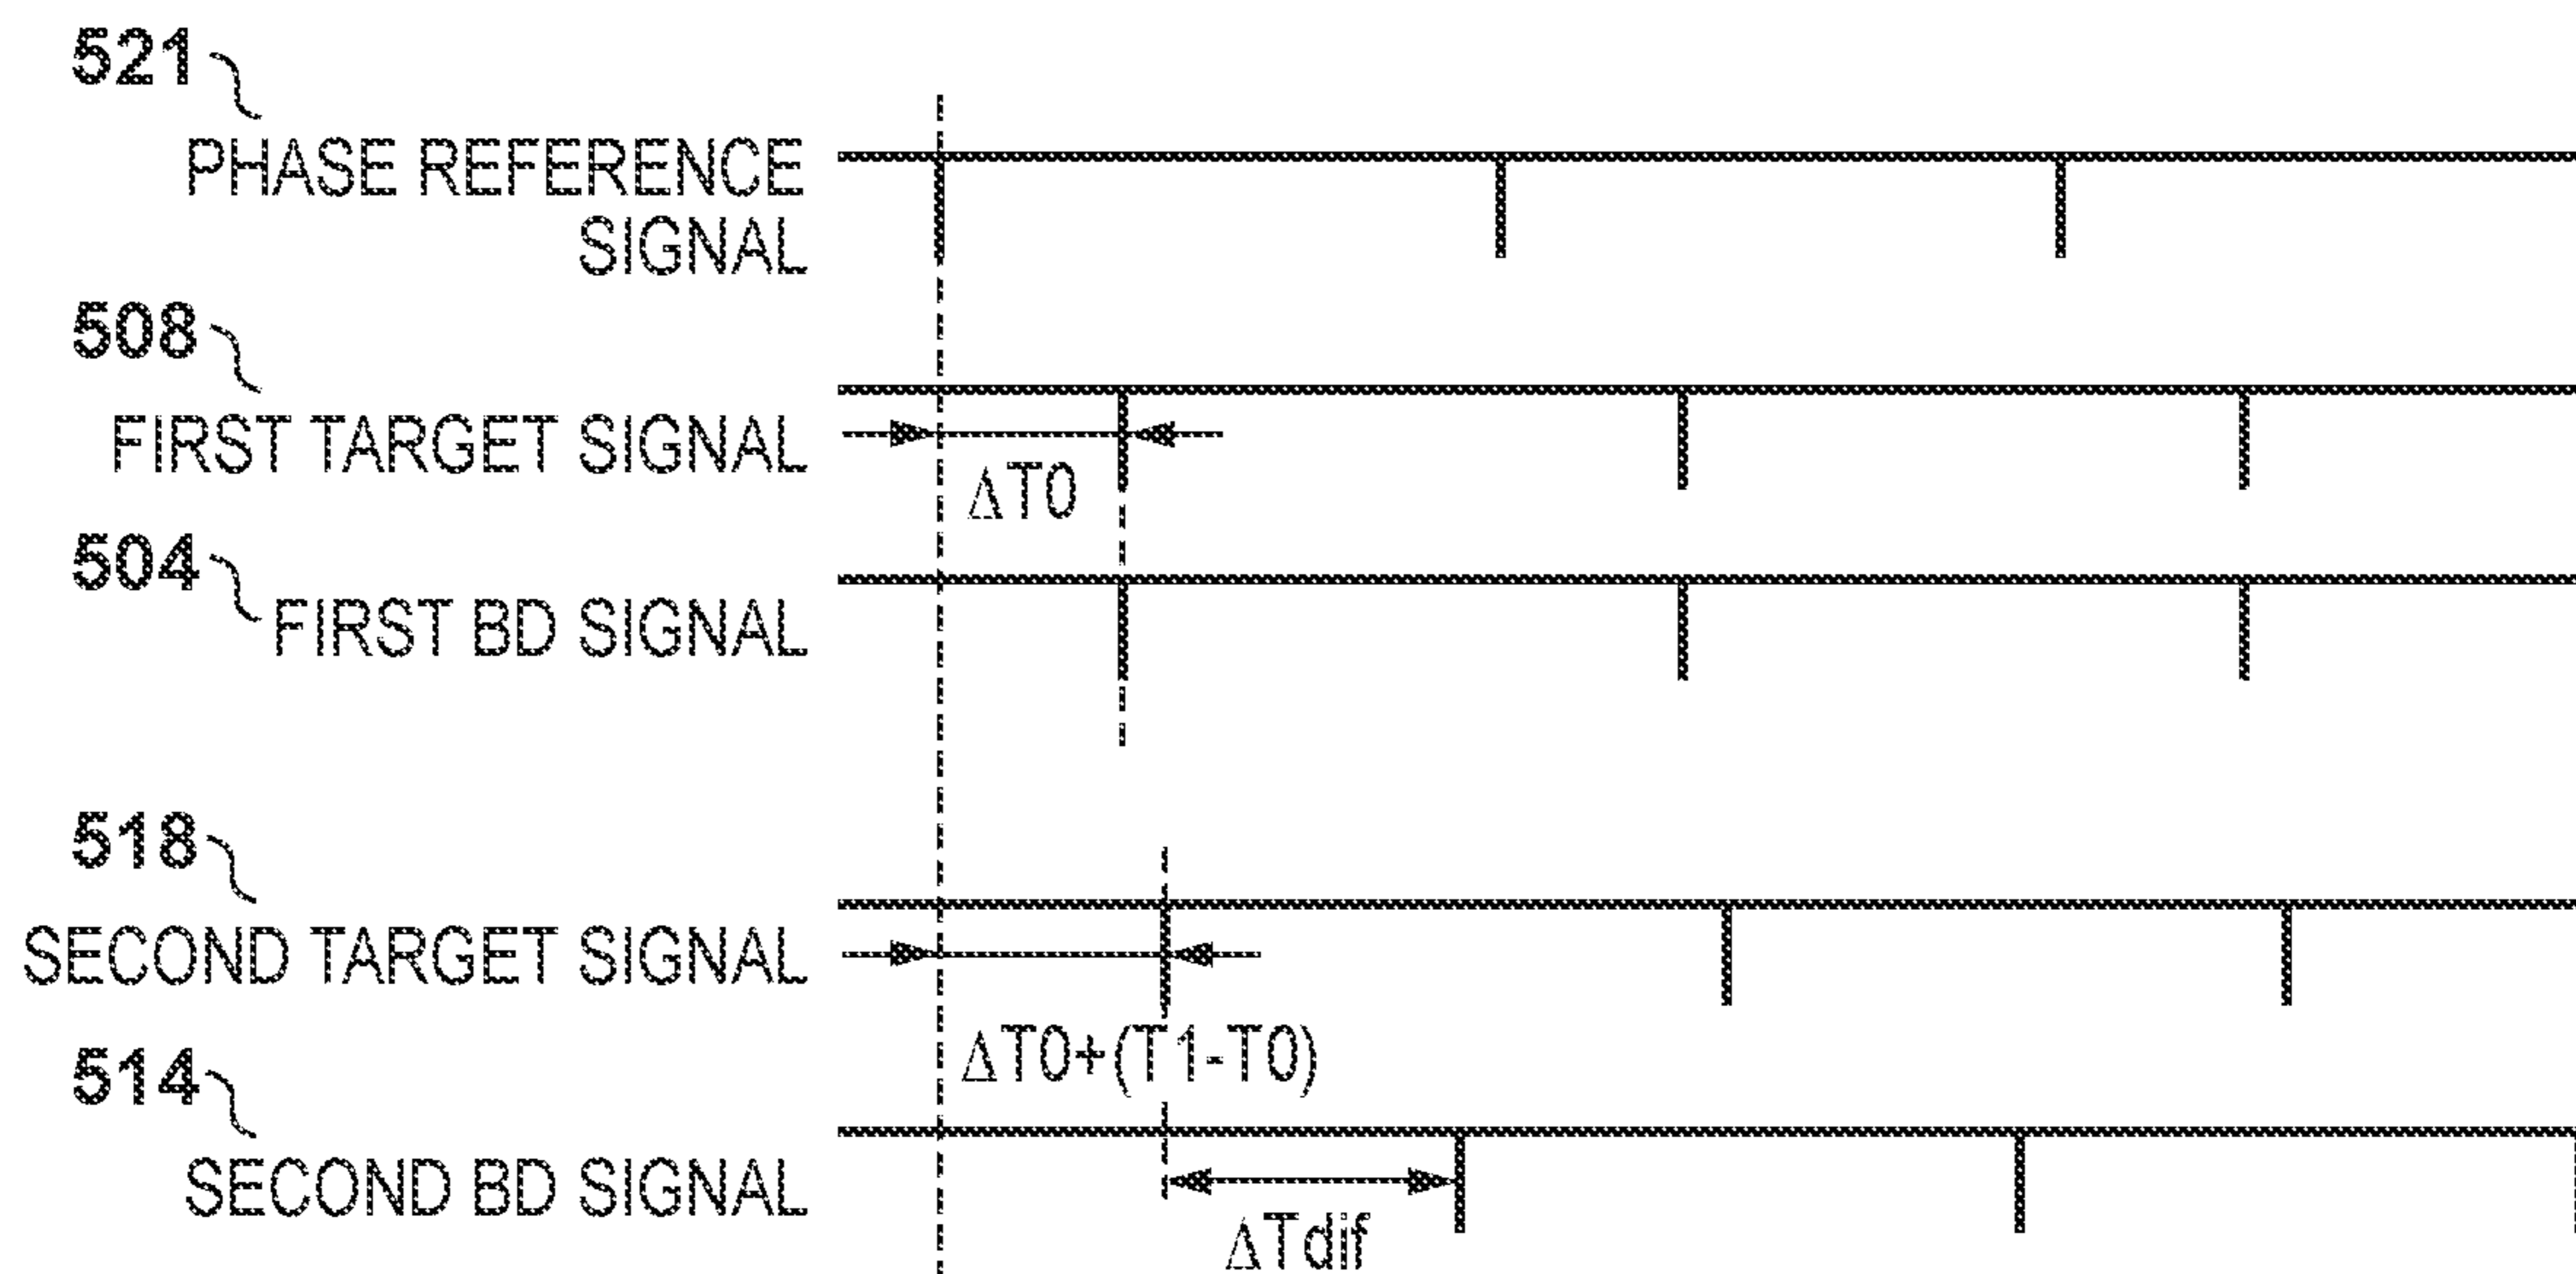 521
PHASE REFERENCE
SIGNAL
508
FIRST TARGET SIGNAL
ΔT0
504
FIRST BD SIGNAL
518
SECOND TARGET SIGNAL
ΔT0+(T1-T0)
514
SECOND BD SIGNAL
ΔTdif